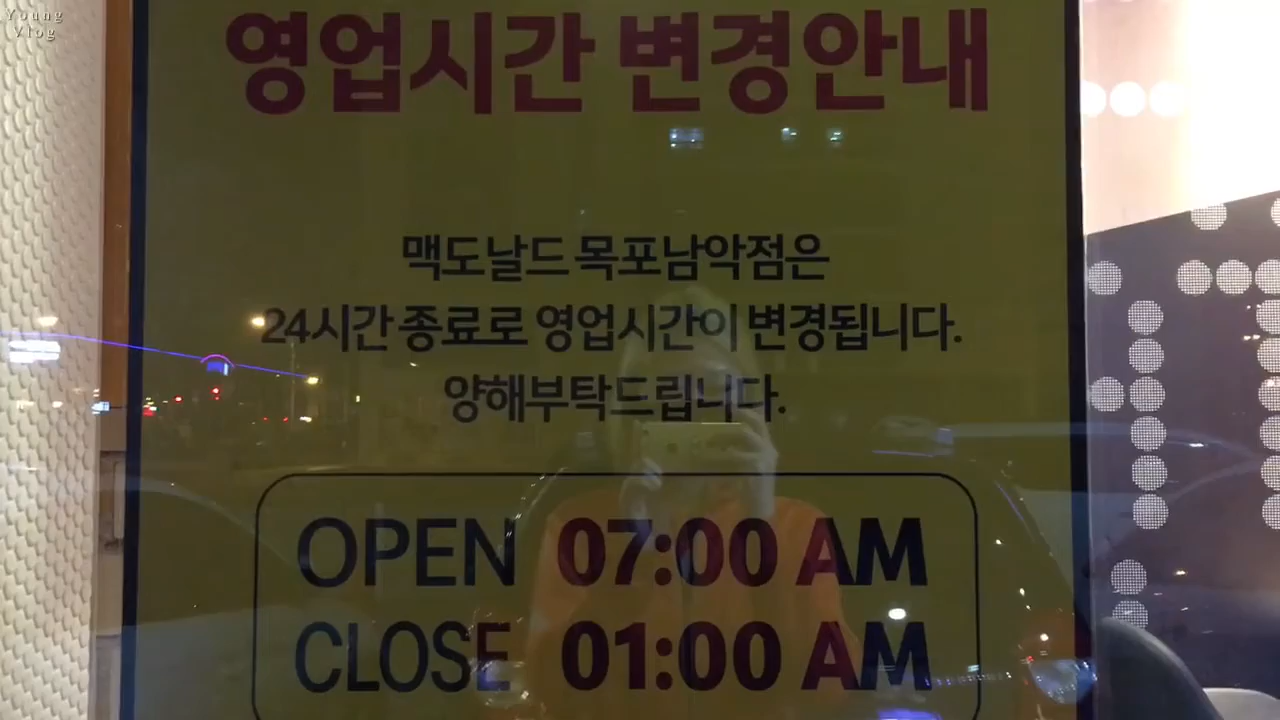 Young
Vlog
영업시간 변경안내
맥도날드 목포남악점은
24시간 종료로 영업시간이 변경됩니다.
양해부탁드립니다.
OPEN 07:00 AM
CLOSE 01:00 AM